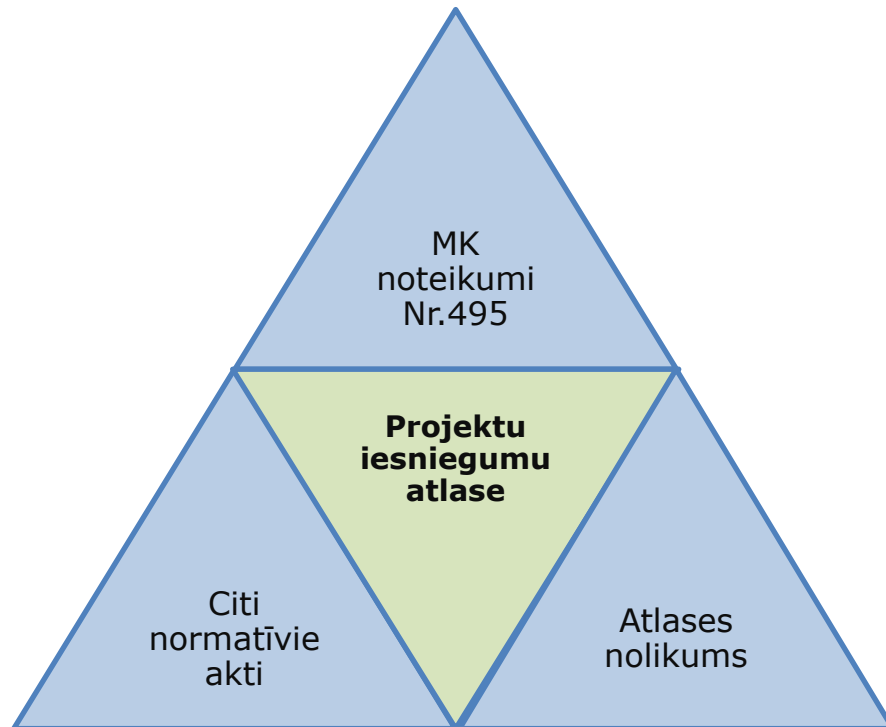 MK
noteikumi
Nr.495
Projektu
iesniegumu
atlase
Citi
normatīvie
akti
Atlases
nolikums